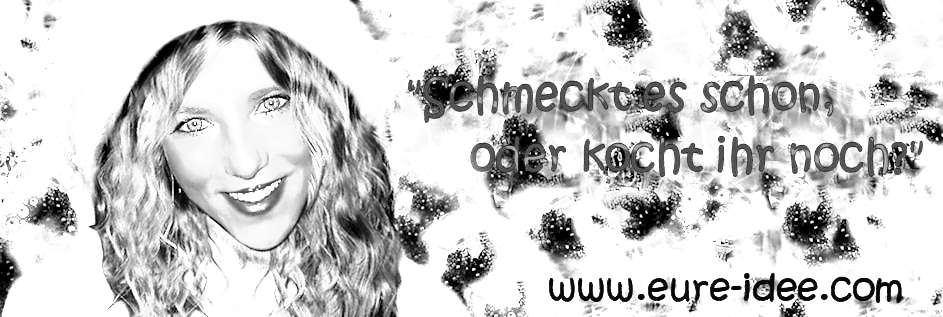 "Schmeckt es schon,
oder kocht ihr noch?"
www.eure-idee.com